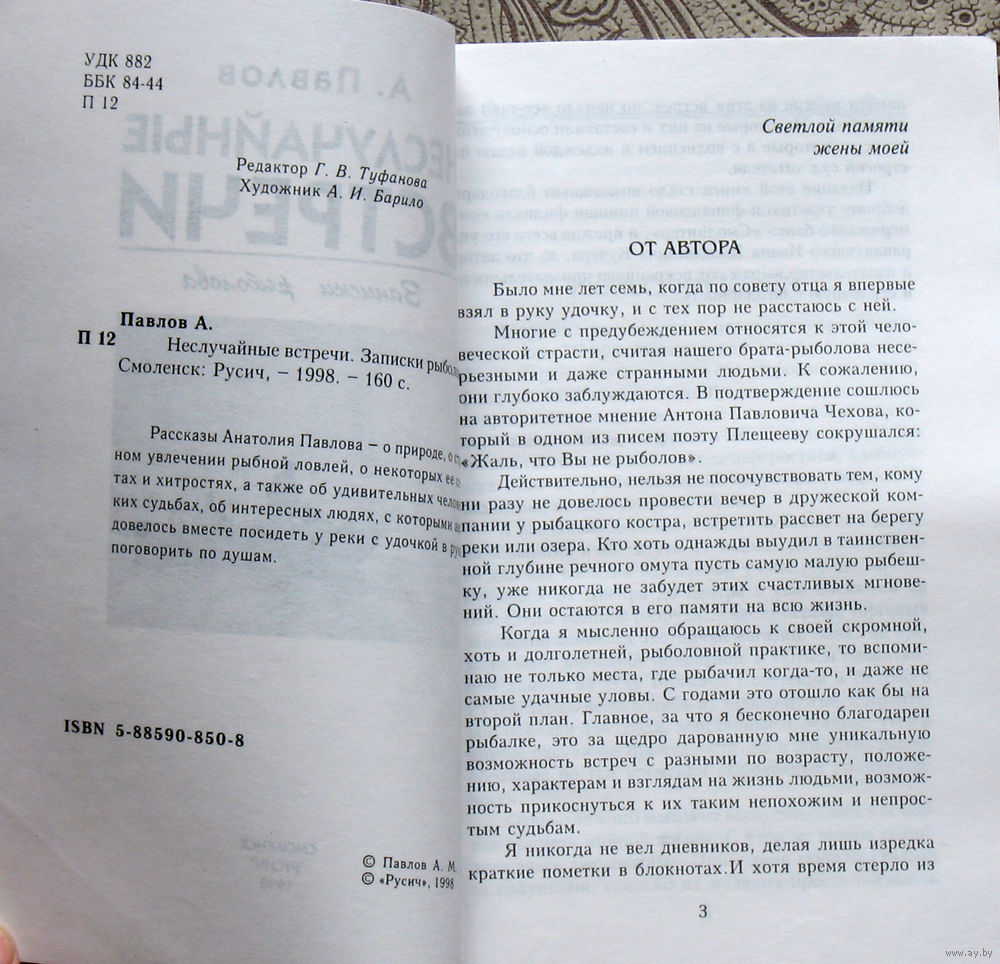 УДК 882
ББК 84-44
П 12
Редактор Г. В. Туфанова
Художник А. И. Барило
Павлов А.
П 12
Неслучайные встречи. Записки
Смоленск: Русич, – 1998. – 160 с.
Рассказы Анатолия Павлова – о природе, о
ном увлечении рыбной ловлей, о некоторых ее
тах и хитростях, а также об удивительных
ких судьбах, об интересных людях, с которыми
довелось вместе посидеть у реки с удочкой в
поговорить по душам.
ISBN 5-88590-850-8
© Павлов А. М.
© «Русич», 1998
Светлой памяти
жены моей
ОТ АВТОРА
Было мне лет семь, когда по совету отца я впервые
взял в руку удочку, и с тех пор не расстаюсь с ней.
Многие с предубеждением относятся к этой чело-
веческой страсти, считая нашего брата-рыболова несе-
рьезными и даже странными людьми. К сожалению,
они глубоко заблуждаются. В подтверждение сошлюсь
на авторитетное мнение Антона Павловича Чехова, ко-
торый в одном из писем поэту Плещееву сокрушался:
«Жаль, что Вы не рыболов».
Действительно, нельзя не посочувствовать тем, кому
ни разу не довелось провести вечер в дружеской ком-
пании у рыбацкого костра, встретить рассвет на берегу
реки или озера. Кто хоть однажды выудил в таинствен-
ной глубине речного омута пусть самую малую рыбеш-
ку, уже никогда не забудет этих счастливых мгнове-
ний. Они остаются в его памяти на всю жизнь.
Когда я мысленно обращаюсь к своей скромной,
хоть и долголетней, рыболовной практике, то вспоми-
наю не только места, где рыбачил когда-то, и даже не
самые удачные уловы. С годами это отошло как бы на
второй план. Главное, за что я бесконечно благодарен
рыбалке, это за щедро дарованную мне уникальную
возможность встреч с разными по возрасту, положе-
нию, характерам и взглядам на жизнь людьми, возмож-
ность прикоснуться к их таким непохожим и непрос-
тым судьбам.
Я никогда не вел дневников, делая лишь изредка
краткие пометки в блокнотах.И хотя время стерло из
3
www.ay.by